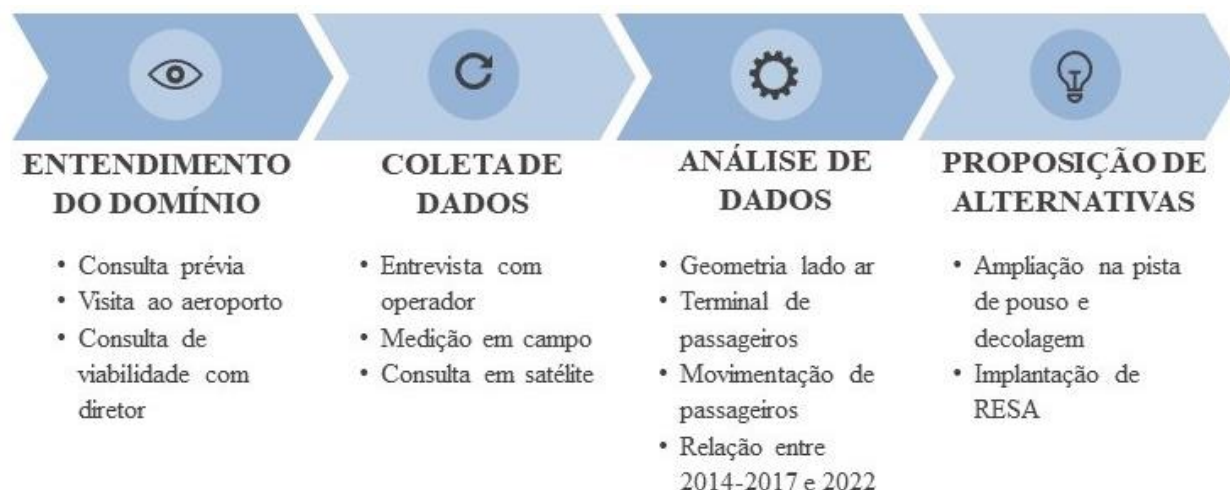 ENTENDIMENTO
DO DOMÍNIO
• Consulta prévia
• Visita ao aeroporto
• Consulta de
viabilidade com
diretor
COLETA DE
DADOS
• Entrevista com
operador
• Medição em campo
• Consulta em satélite
ANÁLISE DE
DADOS
• Geometria lado ar
• Terminal de
passageiros
• Movimentação de
passageiros
• Relação entre
2014-2017 e 2022
PROPOSIÇÃO DE
ALTERNATIVAS
• Ampliação na pista
de pouso e
decolagem
• Implantação de
RESA